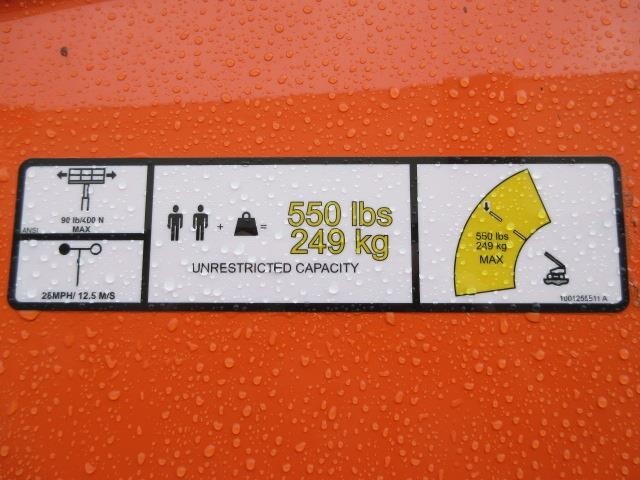 90 lb/400 N
MAX
ANSI
28MPH/ 12.5 M/S
+ =
550 lbs
249 kg
UNRESTRICTED CAPACITY
550 lbs
249 kg
MAX